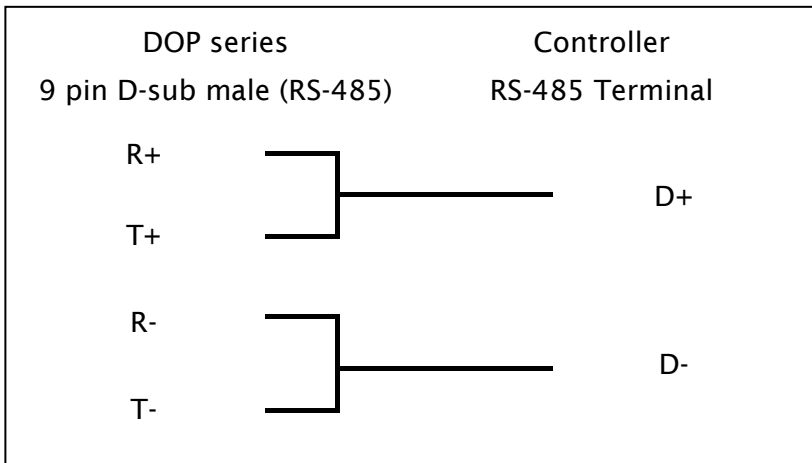 DOP series Controller
9 pin D-sub male (RS-485) RS-485 Terminal
R+
D+
T+
R-
D-
T-